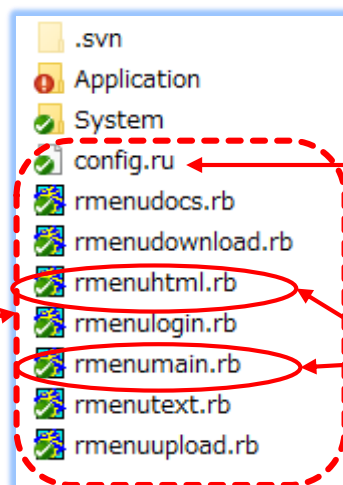 .svn
Application
System
config.ru
rmenudocs.rb
rmenudownload.rb
rmenuhtml.rb
rmenulogin.rb
rmenumain.rb
rmenutext.rb
rmenuupload.rb